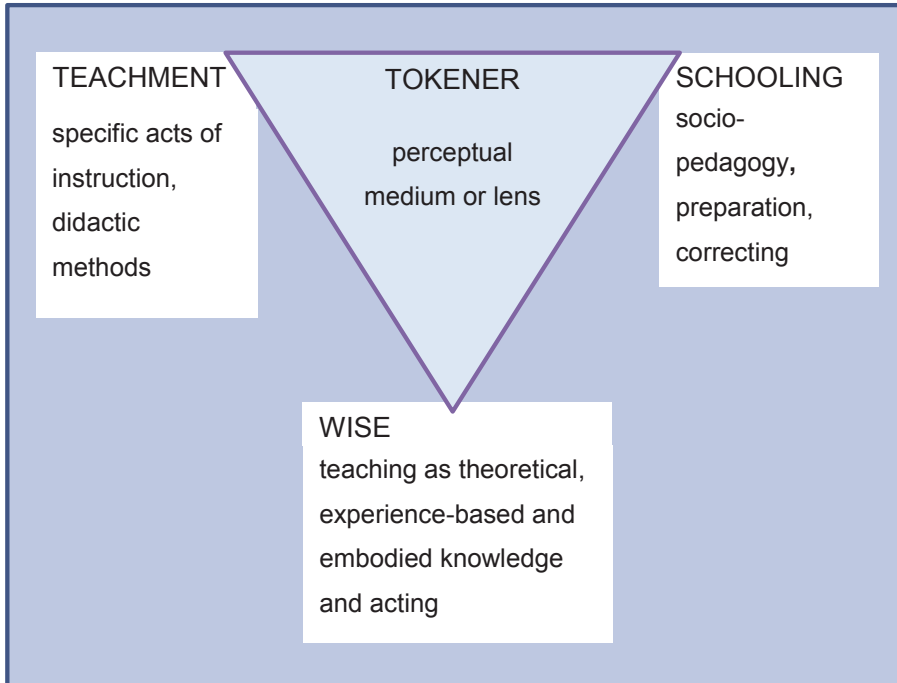 TEACHMENT
specific acts of
instruction,
didactic
methods
TOKENER
perceptual
medium or lens
SCHOOLING
socio-
pedagogy,
preparation,
correcting
WISE
teaching as theoretical,
experience-based and
embodied knowledge
and acting